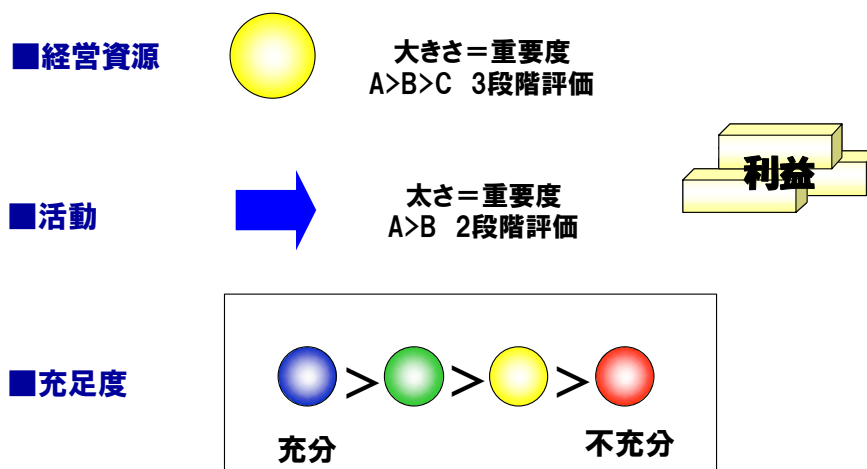 ■経営資源
大きさ＝重要度
A>B>C 3段階評価
利益
■活動
太さ＝重要度
A>B 2段階評価
■充足度
> > >
充分
不充分